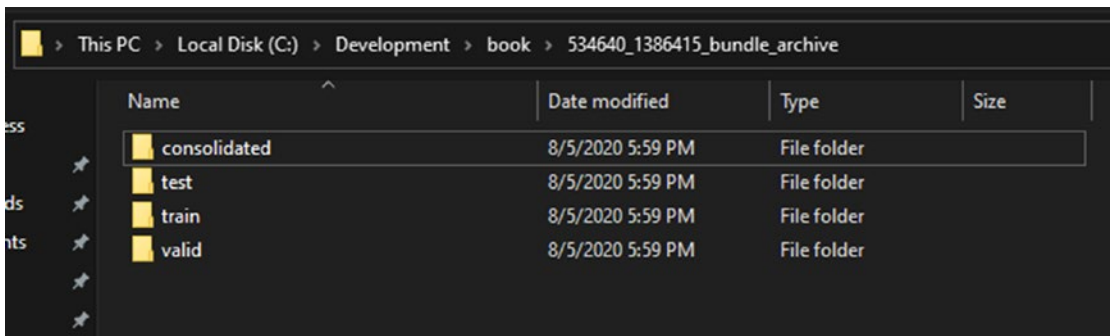 This PC > Local Disk (C:) > Development > book > 534640_1386415_bundle_archive
Name Date modified Type Size
consolidated 8/5/2020 5:59 PM File folder
test 8/5/2020 5:59 PM File folder
train 8/5/2020 5:59 PM File folder
valid 8/5/2020 5:59 PM File folder